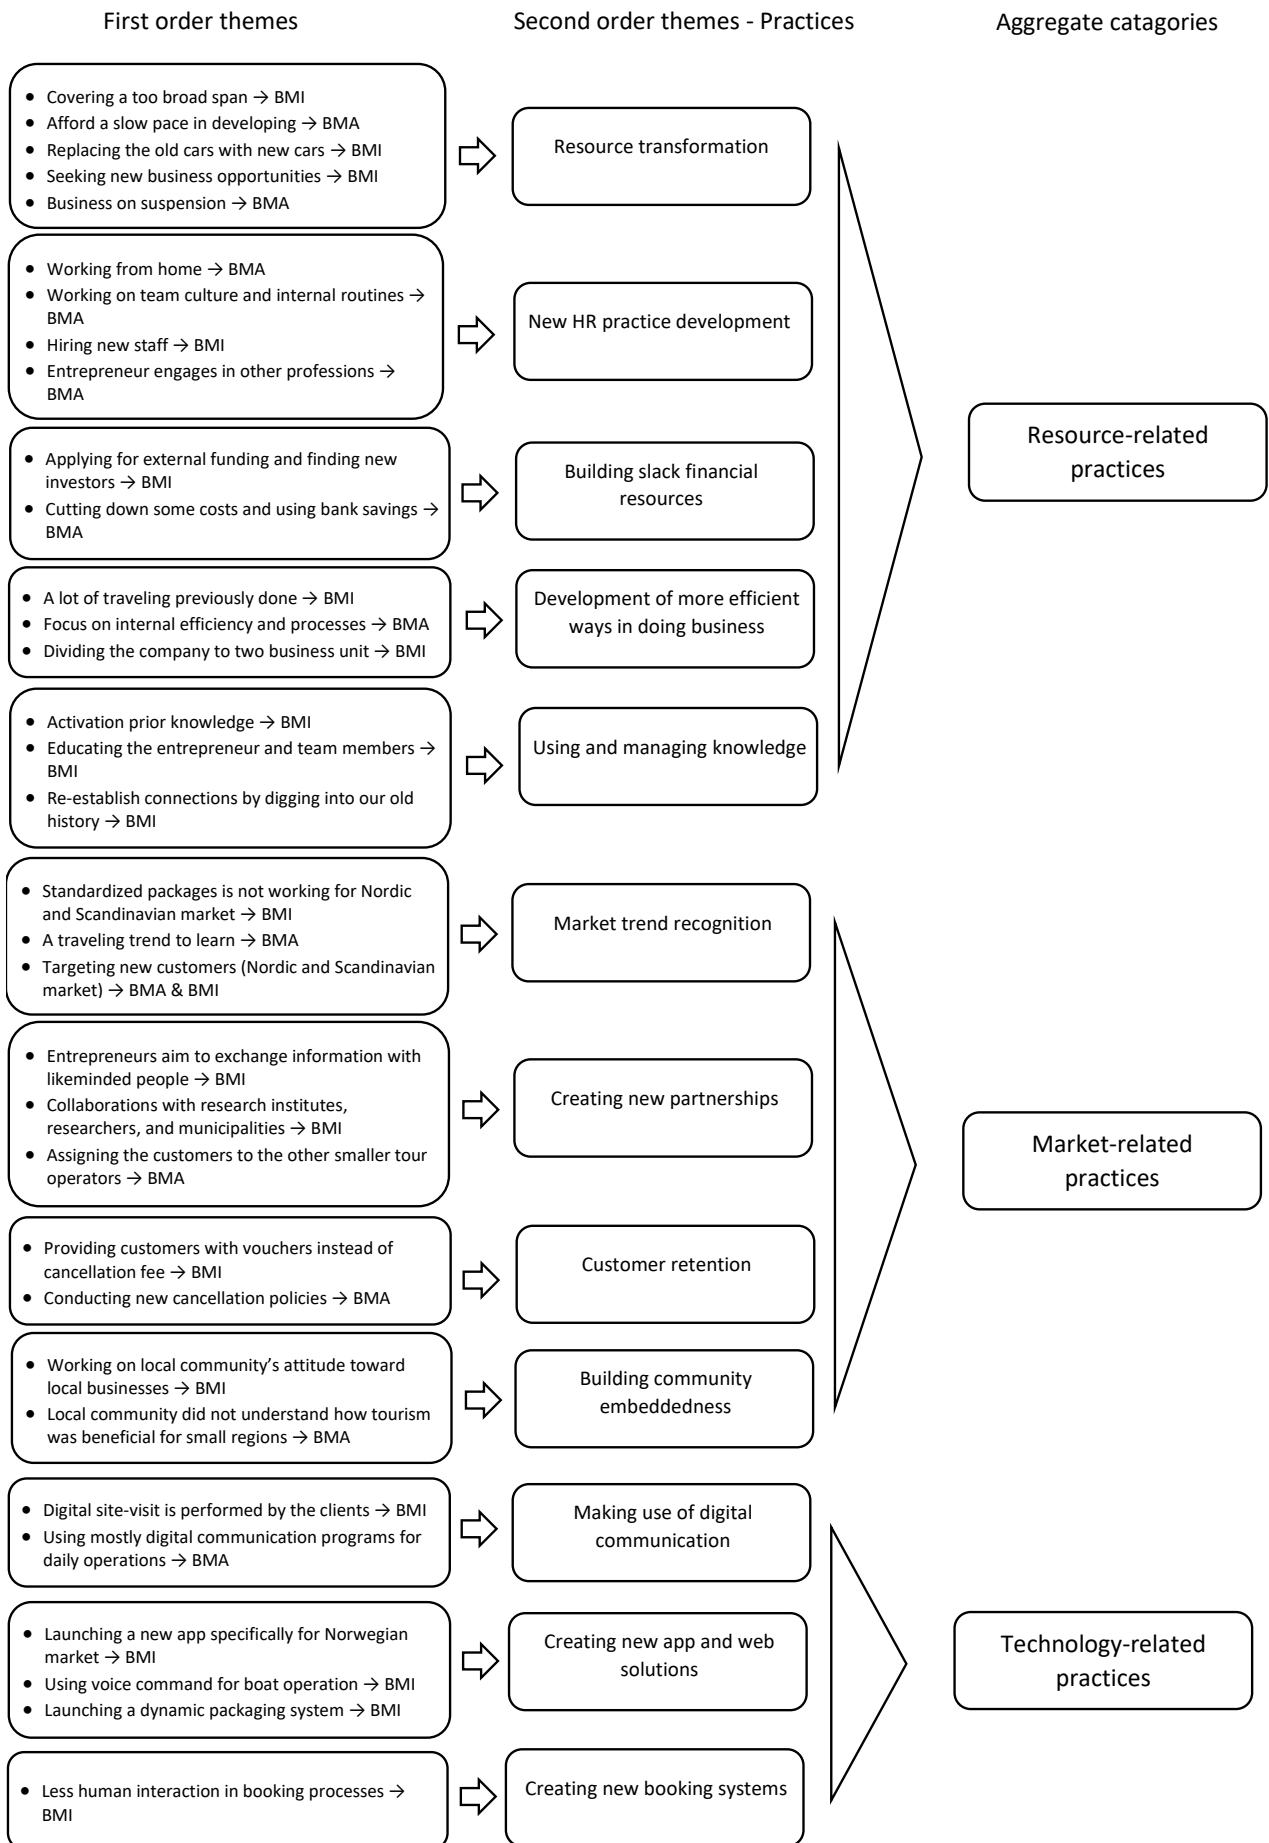 First order themes
Second order themes - Practices
Aggregate catagories
• Covering a too broad span → BMI
• Afford a slow pace in developing → BMA
• Replacing the old cars with new cars → BMI
• Seeking new business opportunities → BMI
• Business on suspension → BMA
Resource transformation
• Working from home → BMA
• Working on team culture and internal routines →
BMA
• Hiring new staff → BMI
• Entrepreneur engages in other professions →
BMA
New HR practice development
• Applying for external funding and finding new
investors → BMI
• Cutting down some costs and using bank savings →
BMA
Building slack financial
resources
• A lot of traveling previously done → BMI
• Focus on internal efficiency and processes → BMA
• Dividing the company to two business unit → BMI
Development of more efficient
ways in doing business
• Activation prior knowledge → BMI
• Educating the entrepreneur and team members →
BMI
• Re-establish connections by digging into our old
history → BMI
Using and managing knowledge
Resource-related
practices
• Standardized packages is not working for Nordic
and Scandinavian market → BMI
• A traveling trend to learn → BMA
• Targeting new customers (Nordic and Scandinavian
market) → BMA & BMI
Market trend recognition
• Entrepreneurs aim to exchange information with
likeminded people → BMI
• Collaborations with research institutes,
researchers, and municipalities → BMI
• Assigning the customers to the other smaller tour
operators → BMA
Creating new partnerships
• Providing customers with vouchers instead of
cancellation fee → BMI
• Conducting new cancellation policies → BMA
Customer retention
• Working on local community’s attitude toward
local businesses → BMI
• Local community did not understand how tourism
was beneficial for small regions → BMA
Building community
embeddedness
Market-related
practices
• Digital site-visit is performed by the clients → BMI
• Using mostly digital communication programs for
daily operations → BMA
Making use of digital
communication
• Launching a new app specifically for Norwegian
market → BMI
• Using voice command for boat operation → BMI
• Launching a dynamic packaging system → BMI
Creating new app and web
solutions
• Less human interaction in booking processes →
BMI
Creating new booking systems
Technology-related
practices